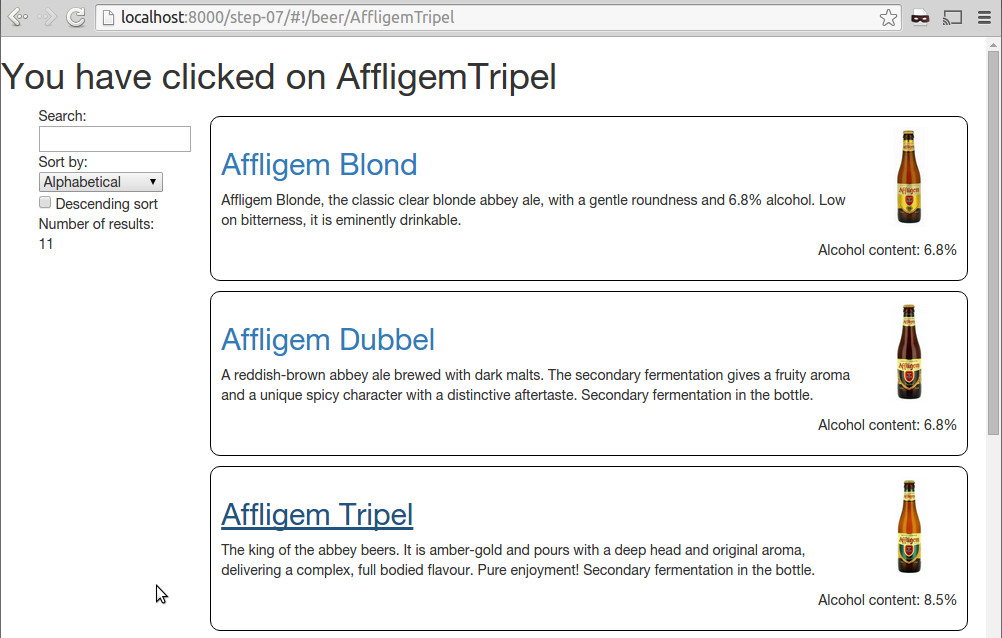 localhost:8000/step-07/#!/beer/AffligemTripel
You have clicked on AffligemTripel
Search:
Sort by:
Alphabetical
Descending sort
Number of results:
11
Affligem Blond
Affligem Blonde, the classic clear blonde abbey ale, with a gentle roundness and 6.8% alcohol. Low
on bitterness, it is eminently drinkable.
Alcohol content: 6.8%
Affligem Dubbel
A reddish-brown abbey ale brewed with dark malts. The secondary fermentation gives a fruity aroma
and a unique spicy character with a distinctive aftertaste. Secondary fermentation in the bottle.
Alcohol content: 6.8%
Affligem Tripel
The king of the abbey beers. It is amber-gold and pours with a deep head and original aroma,
delivering a complex, full bodied flavour. Pure enjoyment! Secondary fermentation in the bottle.
Alcohol content: 8.5%